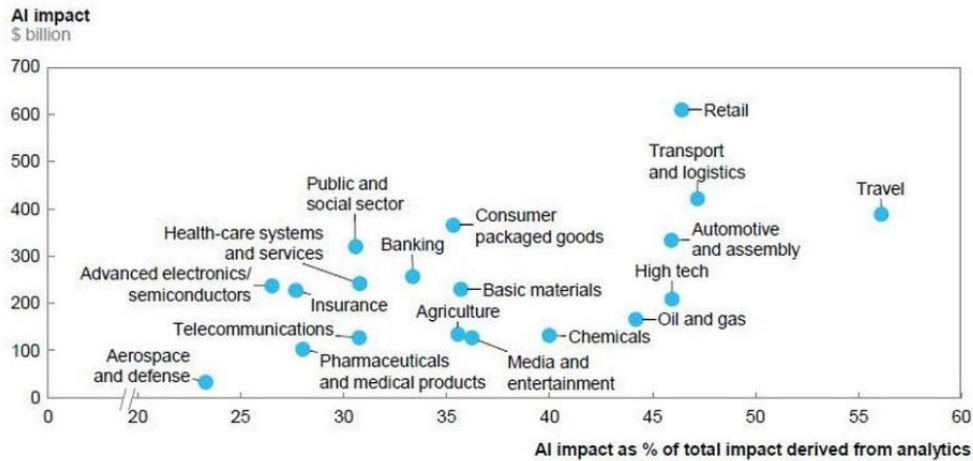 AI impact
$ billion
700
600
500
400
300
200
100
0
Retail
Transport
and logistics
Travel
Public and
social sector
Consumer
packaged goods
Automotive
and assembly
Health-care systems
and services
Banking
High tech
Advanced electronics/
semiconductors
Insurance
Basic materials
Agriculture
Oil and gas
Telecommunications
Chemicals
Aerospace
and defense
Pharmaceuticals
and medical products
Media and
entertainment
0 20 25 30 35 40 45 50 55 60
AI impact as % of total impact derived from analytics